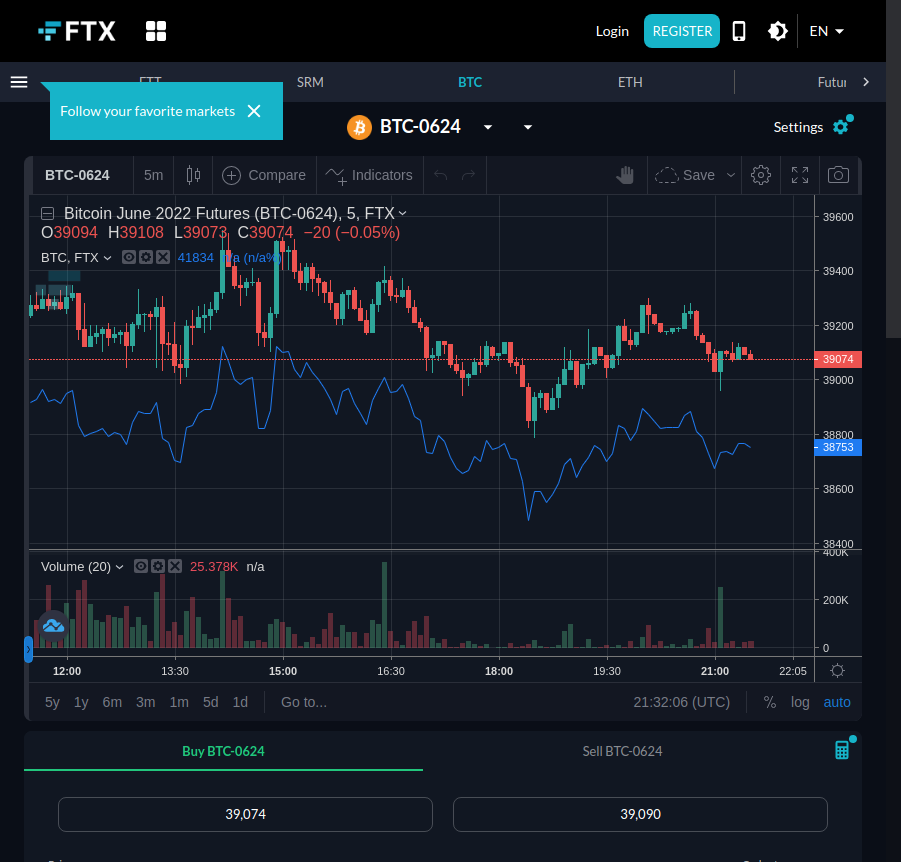 FTX
Login REGISTER EN
FTT SRM BTC ETH Futur
Follow your favorite markets
BTC-0624
Settings
BTC-0624 5m Compare Indicators Save
Bitcoin June 2022 Futures (BTC-0624), 5, FTX
O39094 H39108 L39073 C39074 −20 (−0.05%)
BTC, FTX 41834 n/a (n/a%)
39600
39400
39200
39074
39000
38800
38753
38600
38400
400K
Volume (20) 25.378K n/a
200K
0
12:00 13:30 15:00 16:30 18:00 19:30 21:00 22:05
5y 1y 6m 3m 1m 5d 1d Go to... 21:32:06 (UTC) % log auto
Buy BTC-0624 Sell BTC-0624
39,074 39,090